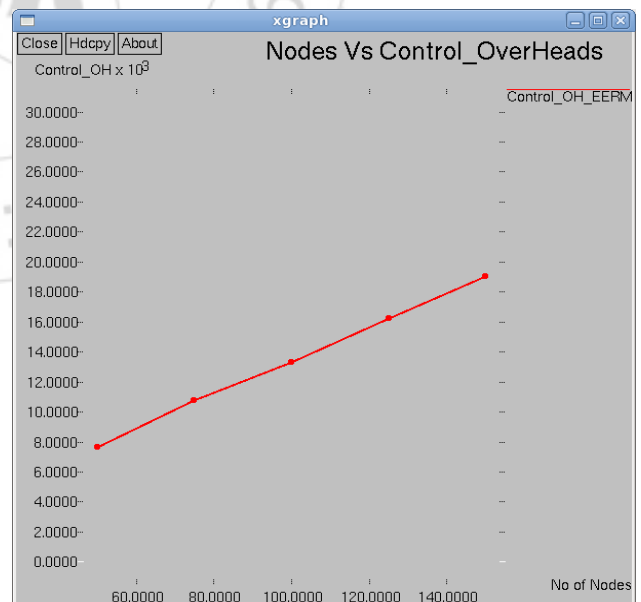 xgraph
Close Hdcpy About
Nodes Vs Control_OverHeads
Control_OH x 10³
Control_OH_EERM
30.0000
28.0000
26.0000
24.0000
22.0000
20.0000
18.0000
16.0000
14.0000
12.0000
10.0000
8.0000
6.0000
4.0000
2.0000
0.0000
No of Nodes
60.0000 80.0000 100.0000 120.0000 140.0000